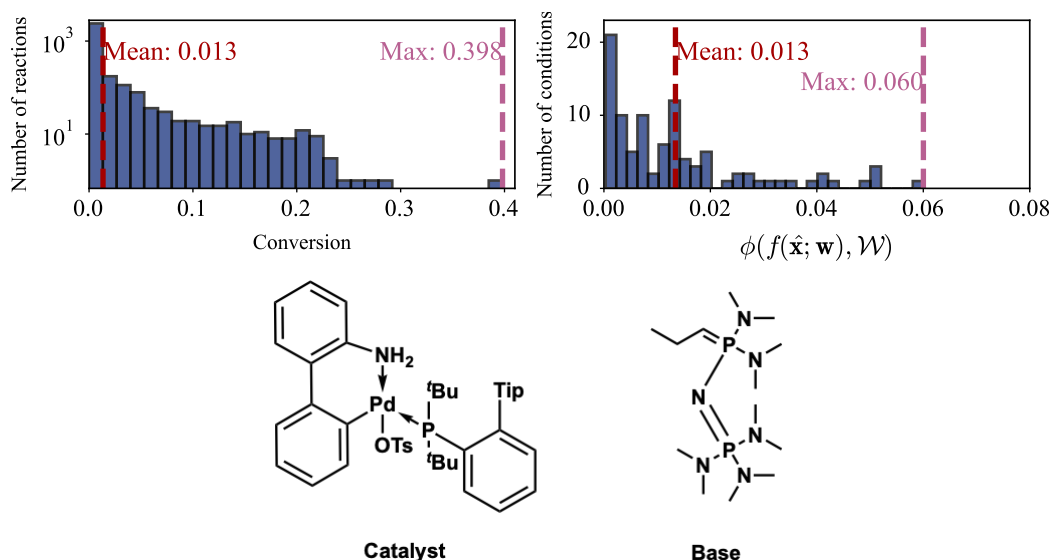 Number of reactions
10³
10¹
Mean: 0.013
Max: 0.398
0.0 0.1 0.2 0.3 0.4
Conversion
Number of conditions
20
10
0
Mean: 0.013
Max: 0.060
0.00 0.02 0.04 0.06 0.08
ϕ(f(x̂; w), 𝒲)
NH₂
Pd
OTs
ᵗBu
P
ᵗBu
Tip
Catalyst
N
P
N
N
N
P
N
N
Base